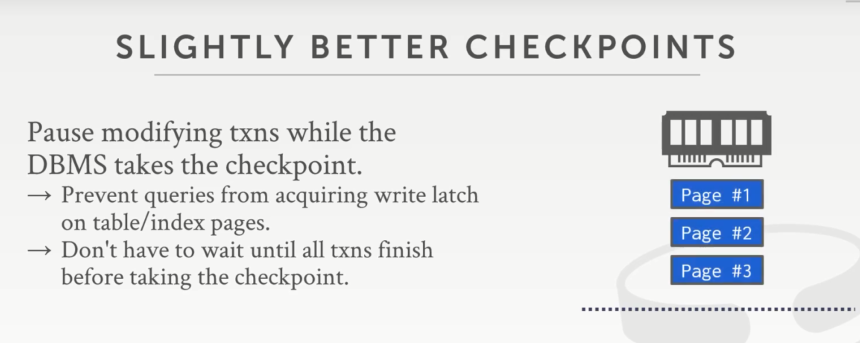 SLIGHTLY BETTER CHECKPOINTS
Pause modifying txns while the
DBMS takes the checkpoint.
→ Prevent queries from acquiring write latch
on table/index pages.
→ Don't have to wait until all txns finish
before taking the checkpoint.
Page #1
Page #2
Page #3